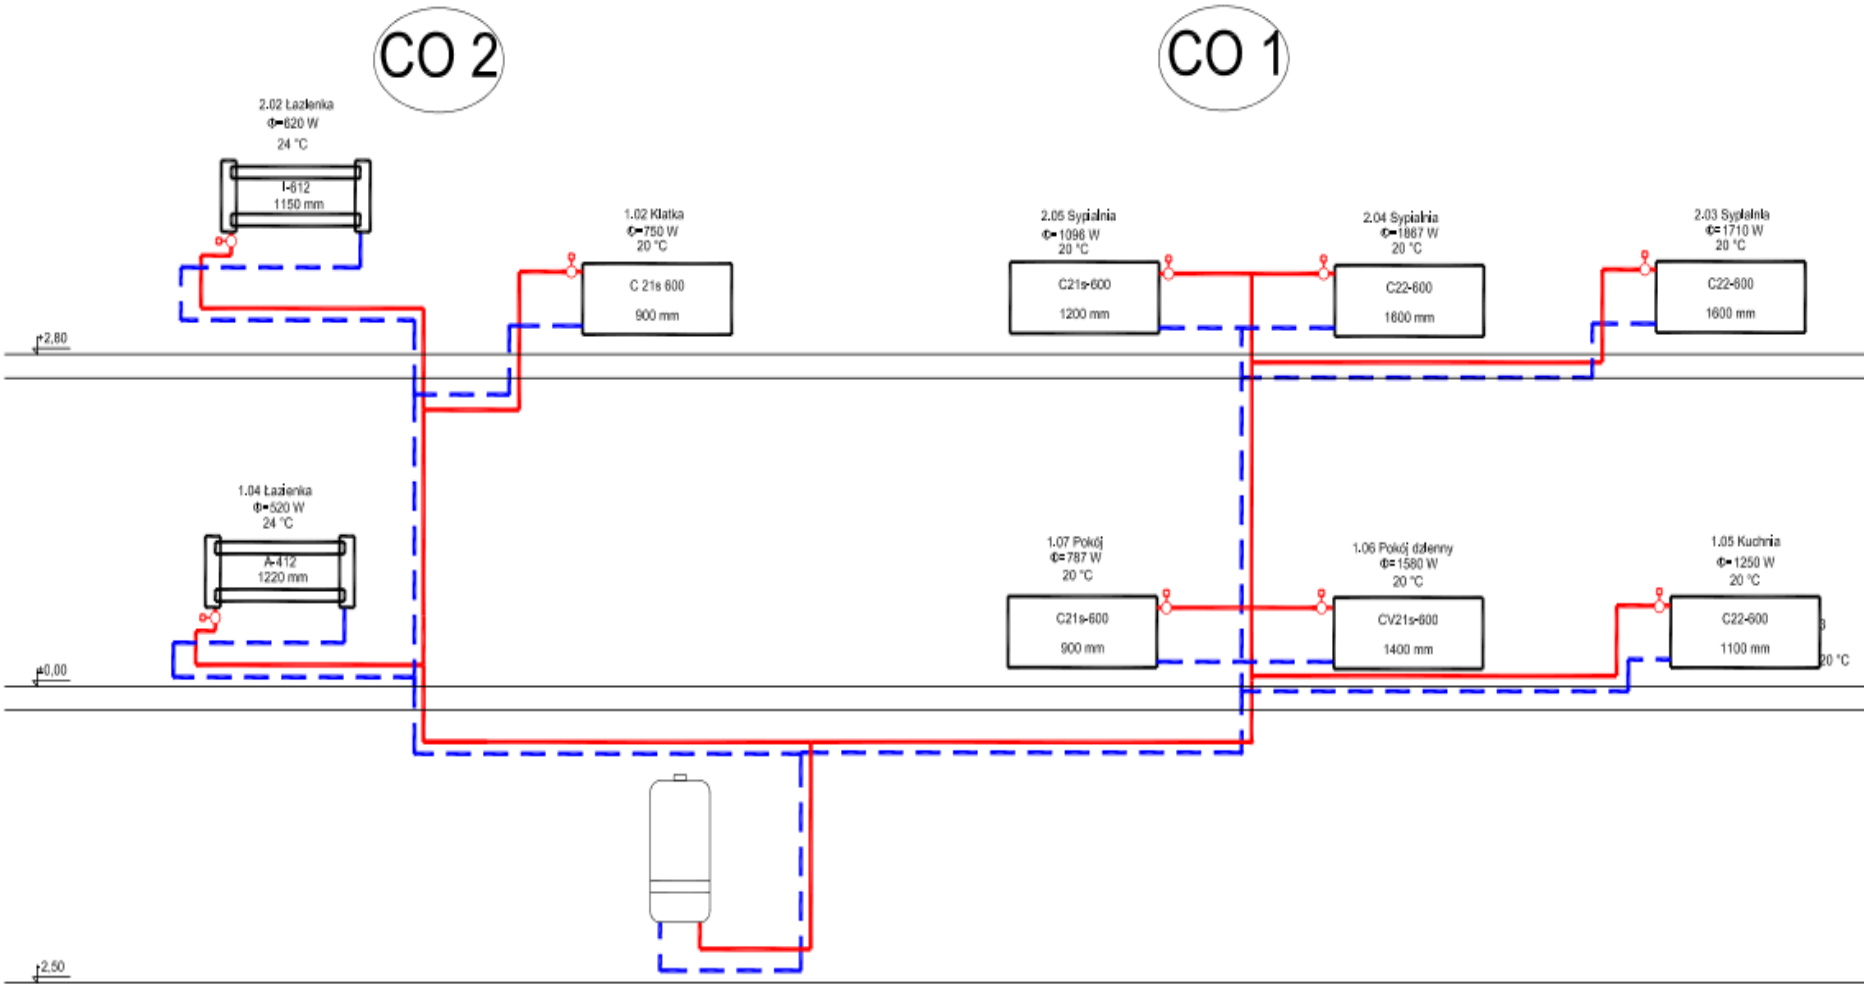 CO 2
CO 1
2.02 Łazienka
Φ=620 W
24 °C
I-612
1150 mm
1.02 Klatka
Φ=750 W
20 °C
C 21s 600
900 mm
2.05 Sypialnia
Φ=1096 W
20 °C
C21s-600
1200 mm
2.04 Sypialnia
Φ=1867 W
20 °C
C22-600
1600 mm
2.03 Sypialnia
Φ=1710 W
20 °C
C22-600
1600 mm
+2,80
1.04 Łazienka
Φ=520 W
24 °C
A-412
1220 mm
1.07 Pokój
Φ=787 W
20 °C
C21s-600
900 mm
1.06 Pokój dzienny
Φ=1580 W
20 °C
CV21s-600
1400 mm
1.05 Kuchnia
Φ=1250 W
20 °C
C22-600
1100 mm
20 °C
±0,00
-2,50